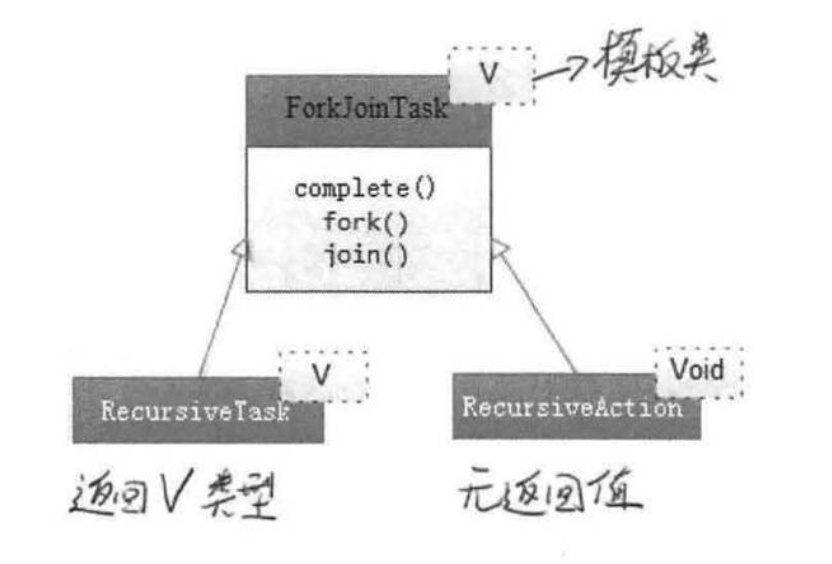 V →模板类
ForkJoinTask
complete()
fork()
join()
V
Void
RecursiveTask
RecursiveAction
返回V类型
无返回值